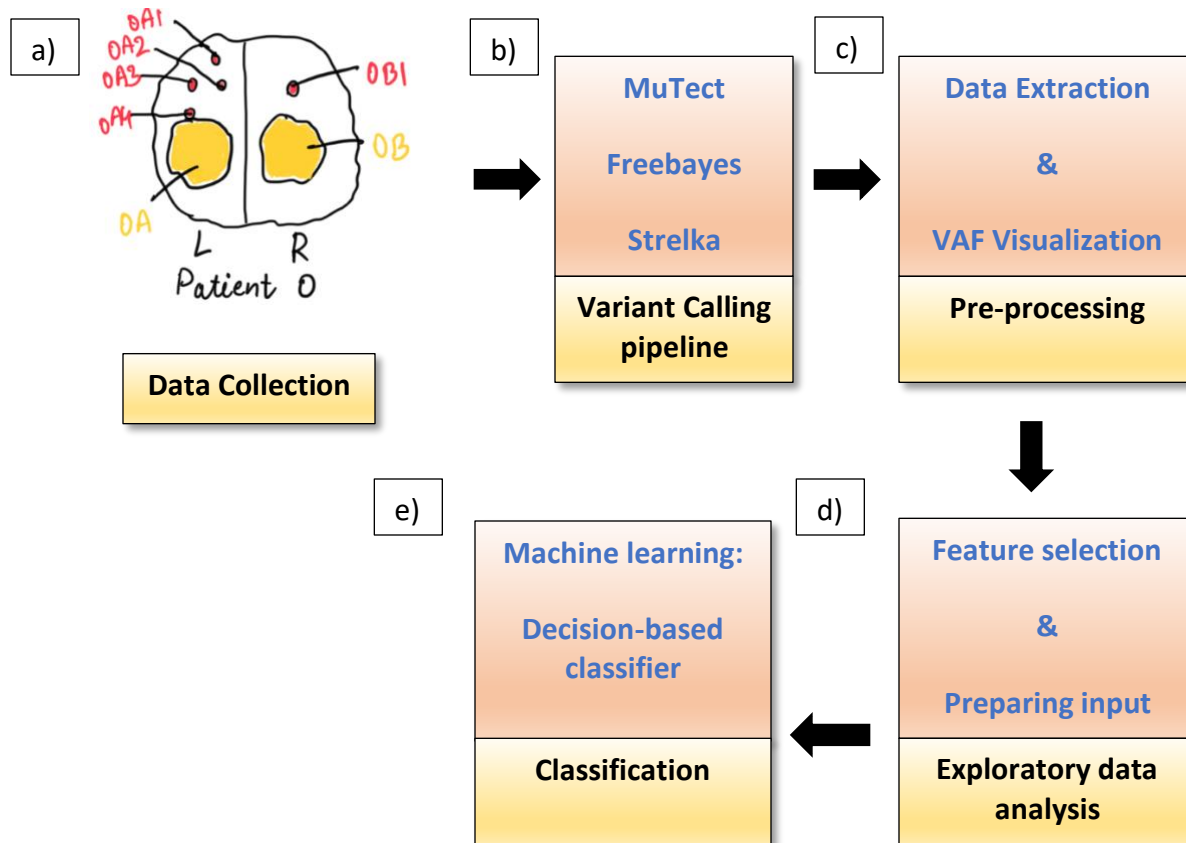 a)
OA1
OA2
OA3
OA4
OB1
OA
OB
L R
Patient O
Data Collection
b)
MuTect
Freebayes
Strelka
Variant Calling
pipeline
c)
Data Extraction
&
VAF Visualization
Pre-processing
d)
Feature selection
&
Preparing input
Exploratory data
analysis
e)
Machine learning:
Decision-based
classifier
Classification